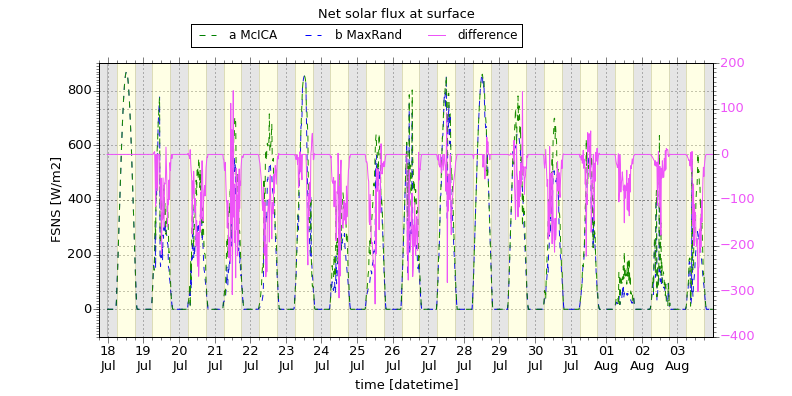 Net solar flux at surface
a McICA b MaxRand difference
800
600
400
200
0
FSNS [W/m2]
200
100
0
−100
−200
−300
−400
18 19 20 21 22 23 24 25 26 27 28 29 30 31 01 02 03
Jul Jul Jul Jul Jul Jul Jul Jul Jul Jul Jul Jul Jul Jul Aug Aug Aug
time [datetime]